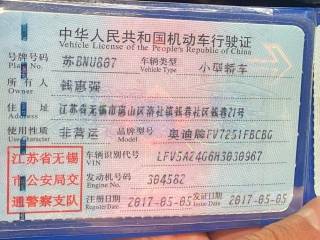 中华人民共和国机动车行驶证
Vehicle License of the People's Republic of China
号牌号码 苏BNU807 车辆类型 小型轿车
Plate No. Vehicle Type
所有人 钱惠强
Owner
住址 江苏省无锡市惠山区洛社镇钱巷社区钱巷21号
Address
使用性质 非营运 品牌型号 奥迪牌FV7251FBCBG
Use Character Model
江苏省无锡
市公安局交
通警察支队
车辆识别代号 LFV5A24G6H3030967
VIN
发动机号码 304582
Engine No.
注册日期 2017-05-05 发证日期 2017-05-05
Register Date Issue Date